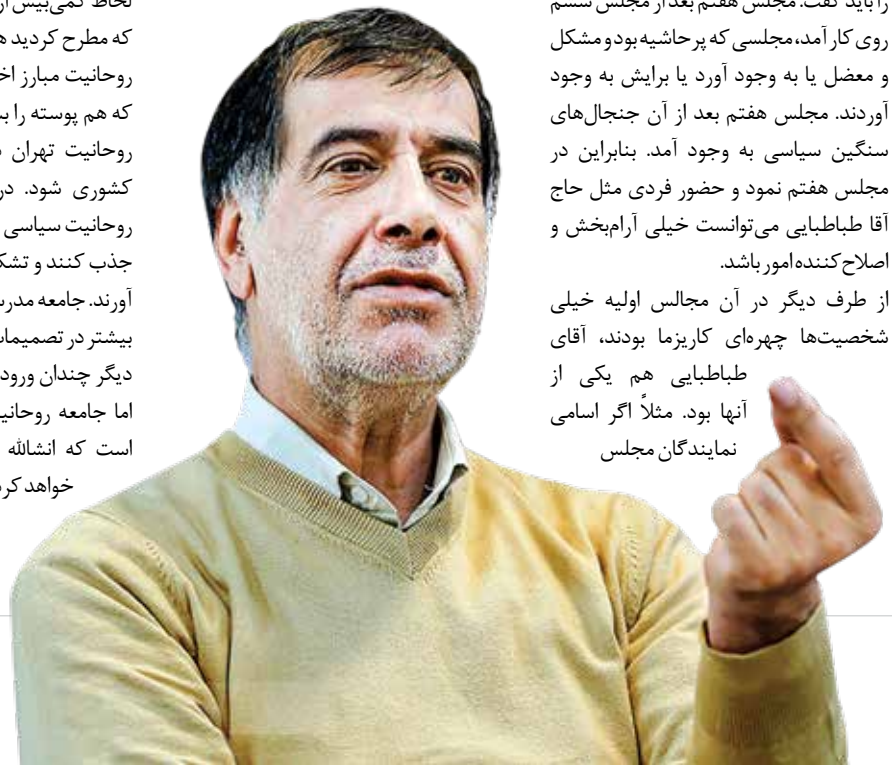 را باید گفت. مجلس هفتم بعد از مجلس ششم
روی کار آمد، مجلسی که پرحاشیه بود و مشکل
و معضل یا به وجود آورد یا برایش به وجود
آوردند. مجلس هفتم بعد از آن جنجال‌های
سنگین سیاسی به وجود آمد. بنابراین در
مجلس هفتم نمود و حضور فردی مثل حاج
آقا طباطبایی می‌توانست خیلی آرام‌بخش و
اصلاح‌کننده امور باشد.
از طرف دیگر در آن مجالس اولیه خیلی
شخصیت‌ها چهره‌ای کاریزما بودند، آقای
طباطبایی هم یکی از
آنها بود. مثلاً اگر اسامی
نمایندگان مجلس
لحاظ کمی‌بیش از
که مطرح کردید
روحانیت مبارز
که هم پوسته را
روحانیت تهران
کشوری شود. در
روحانیت سیاسی
جذب کنند و
آورند. جامعه
بیشتر در
دیگر چندان ورود
اما جامعه
است که انشالله
خواهد